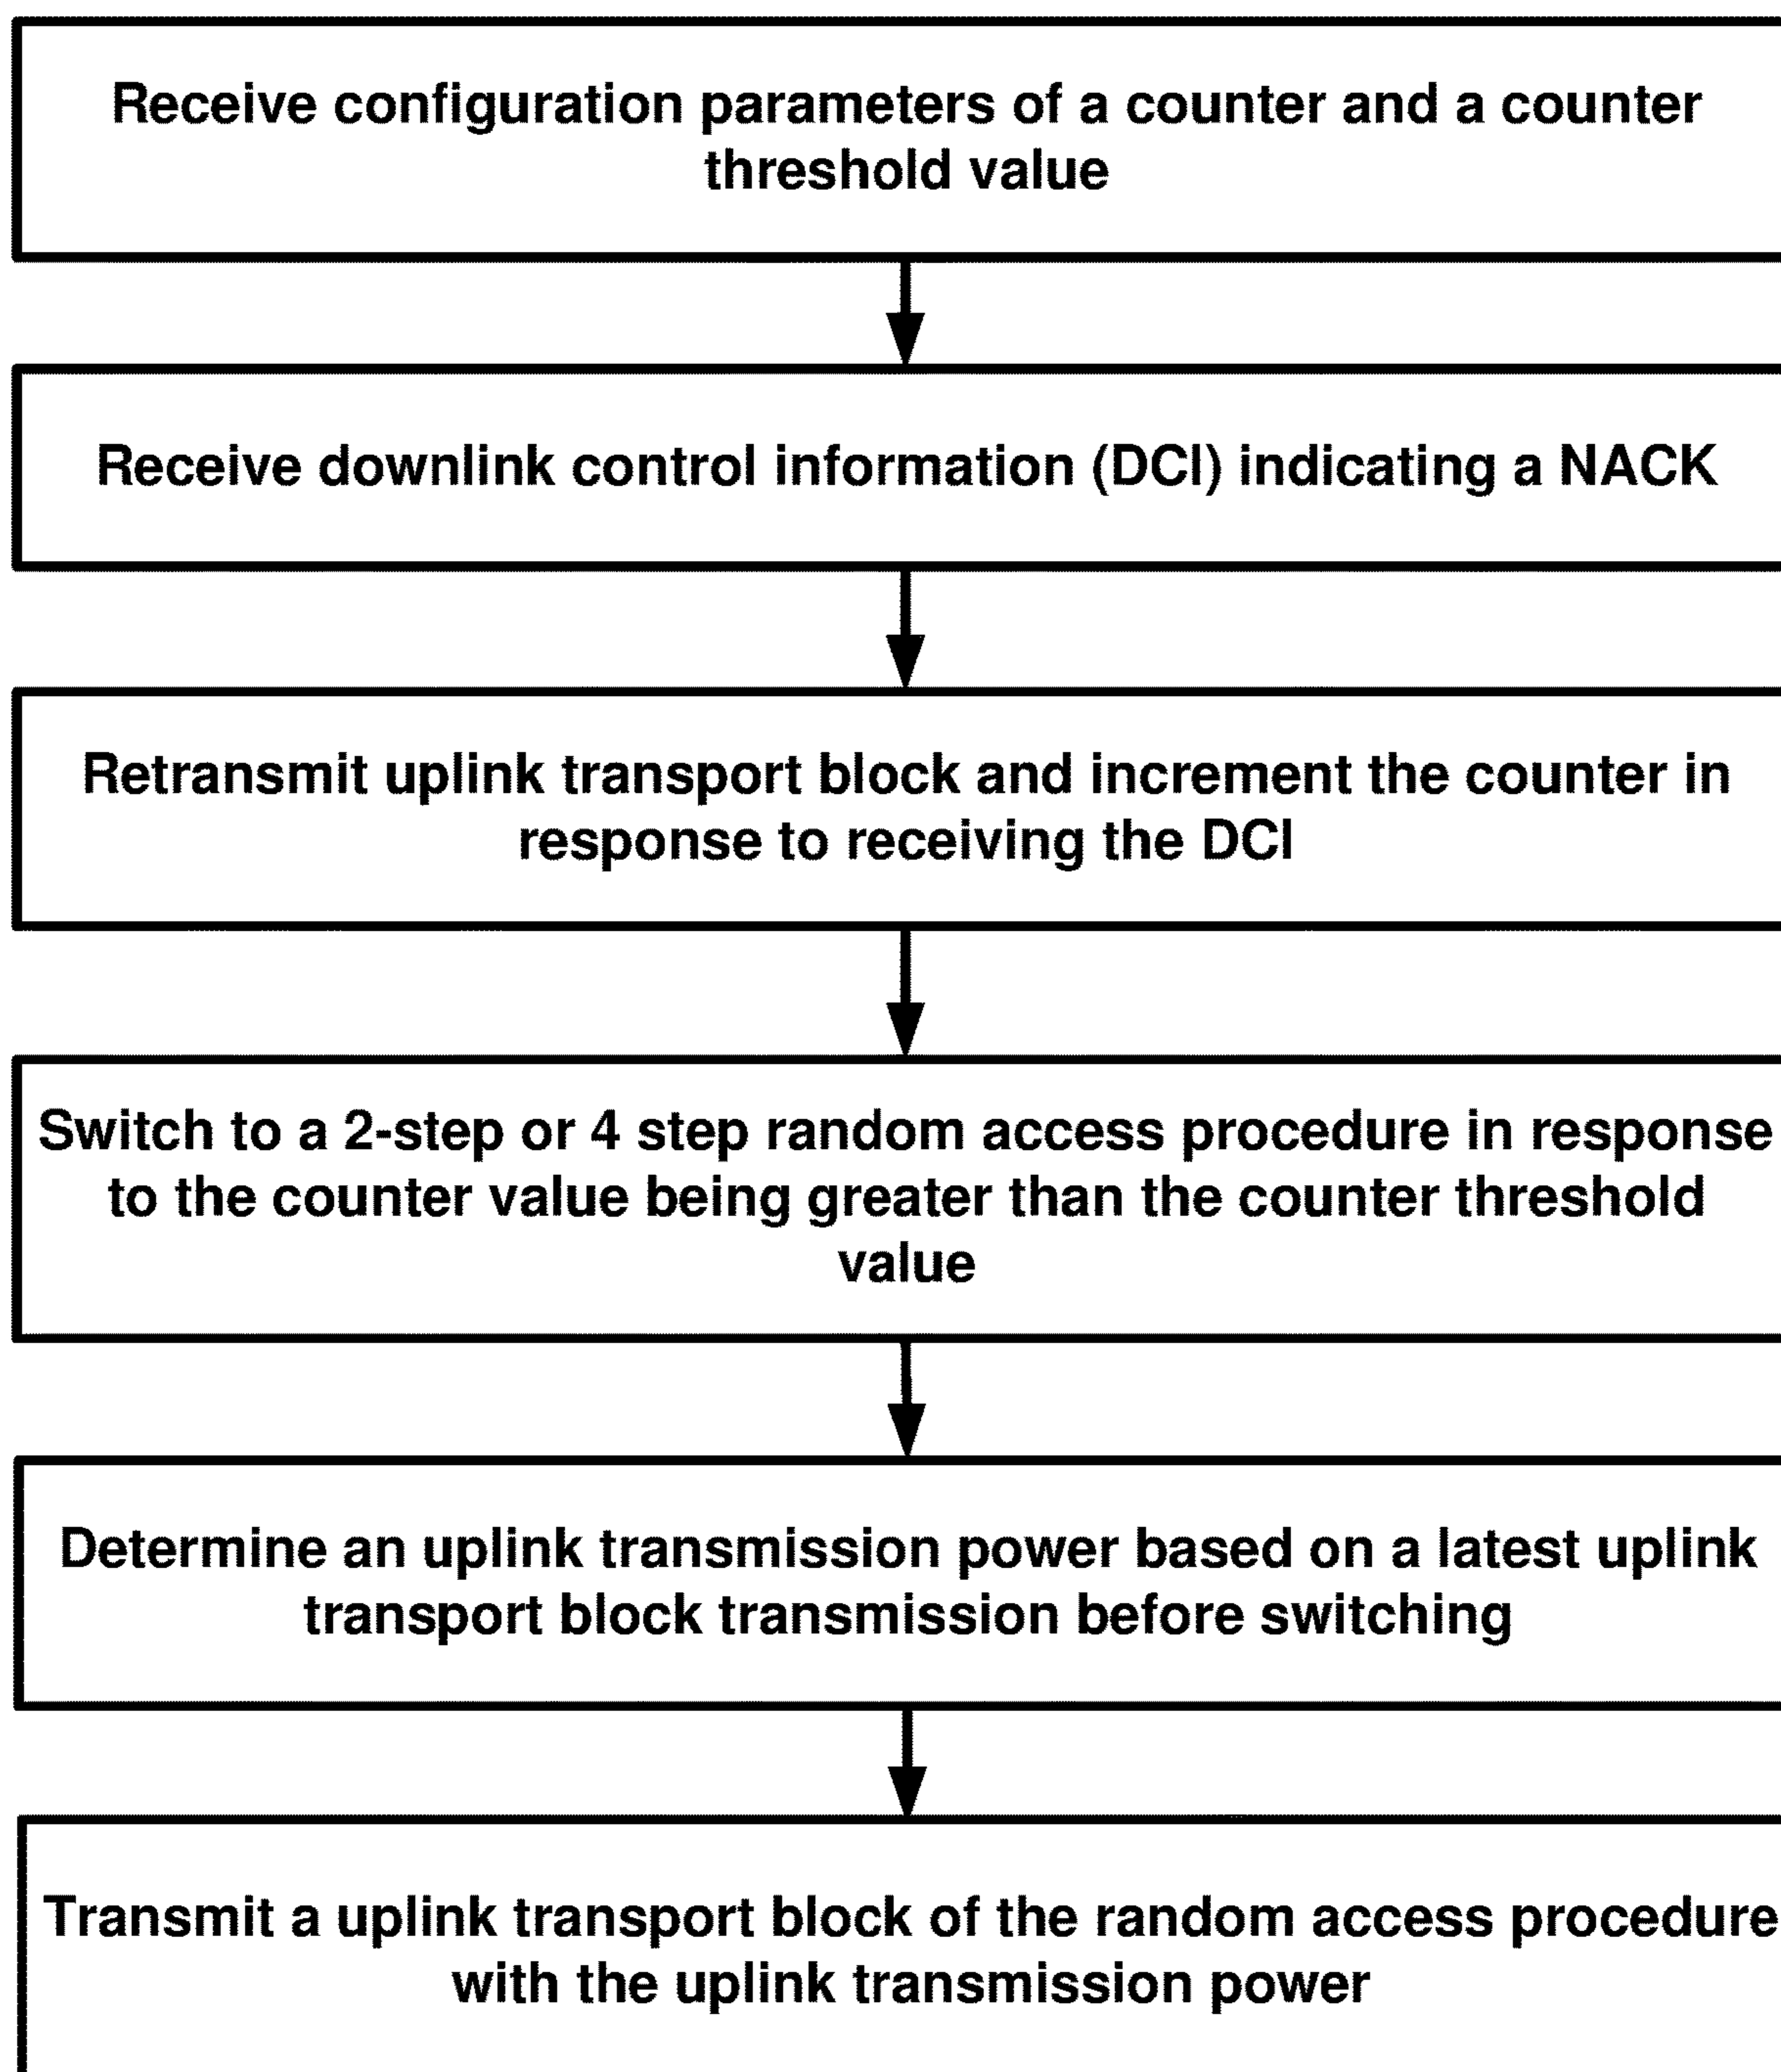 Receive configuration parameters of a counter and a counter
threshold value
Receive downlink control information (DCI) indicating a NACK
Retransmit uplink transport block and increment the counter in
response to receiving the DCI
Switch to a 2-step or 4 step random access procedure in response
to the counter value being greater than the counter threshold
value
Determine an uplink transmission power based on a latest uplink
transport block transmission before switching
Transmit a uplink transport block of the random access procedure
with the uplink transmission power